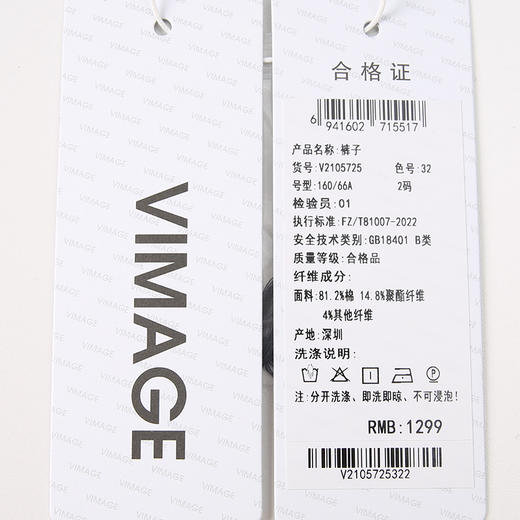 VIMAGE
合格证
6 941602 715517
产品名称:裤子
货号:V2105725 色号:32
号型:160/66A 2码
检验员:01
执行标准:FZ/T81007-2022
安全技术类别:GB18401 B类
质量等级:合格品
纤维成分:
面料:81.2%棉 14.8%聚酯纤维
4%其他纤维
产地:深圳
洗涤说明:
注:分开洗涤、即洗即晾、不可浸泡!
RMB:1299
V2105725322